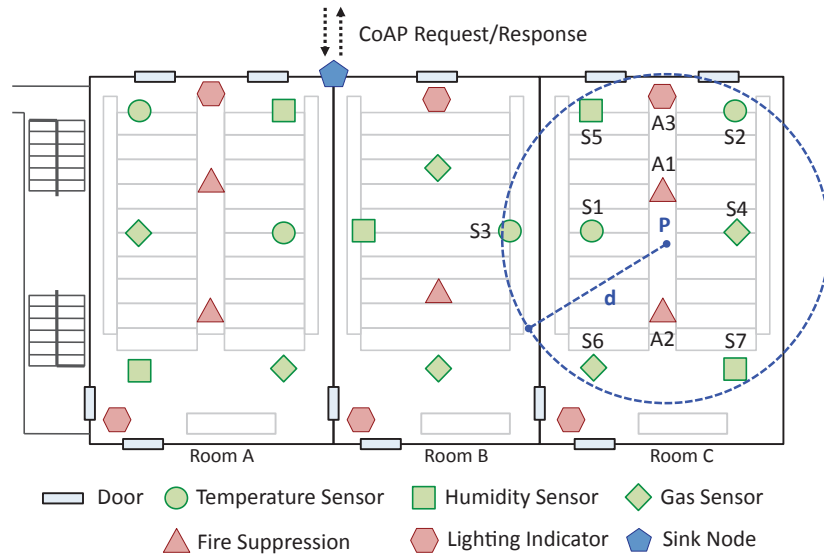 CoAP Request/Response
S5 A3 S2
A1
S1 S4
S3 P
d
S6 A2 S7
Room A Room B Room C
Door Temperature Sensor Humidity Sensor Gas Sensor
Fire Suppression Lighting Indicator Sink Node